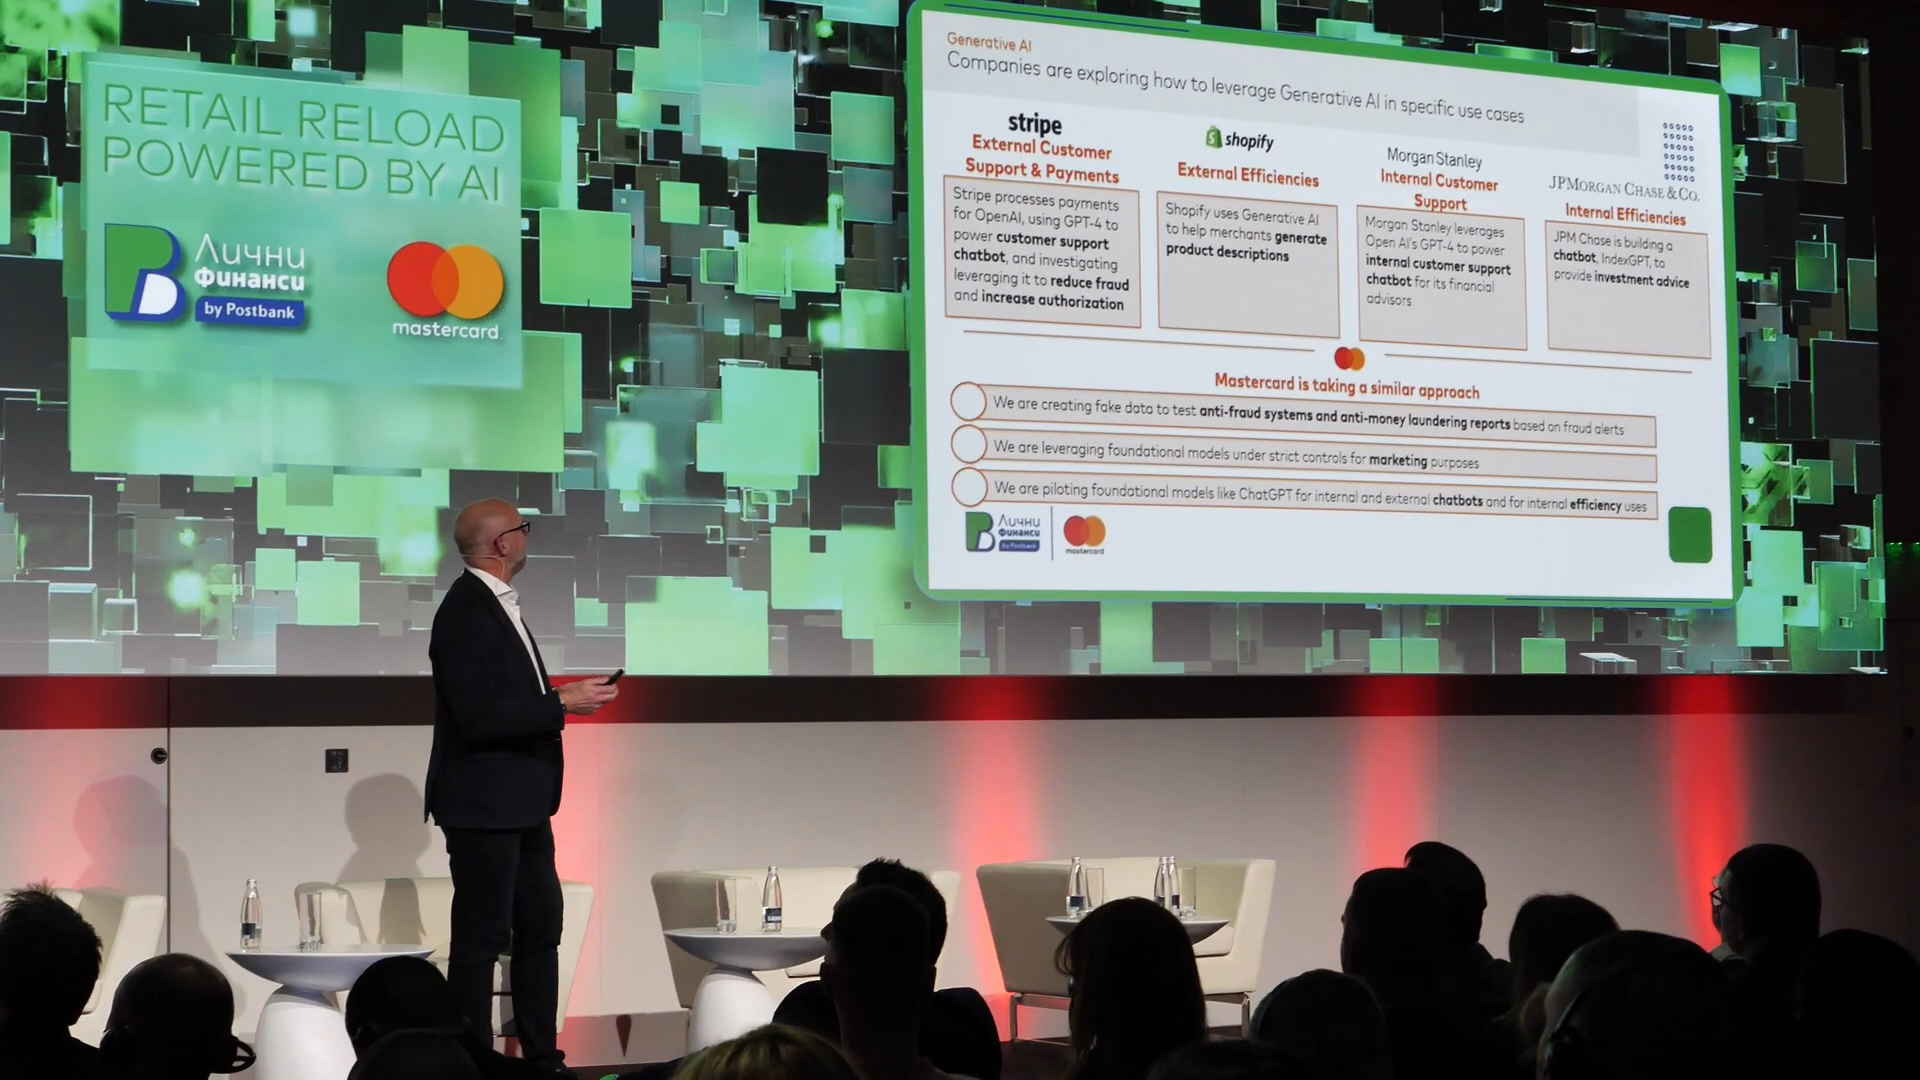 RETAIL RELOAD
POWERED BY AI
Лични
финанси
by Postbank
mastercard.
Generative AI
Companies are exploring how to leverage Generative AI in specific use cases
stripe
External Customer
Support & Payments
Stripe processes payments
for OpenAI, using GPT-4 to
power customer support
chatbot, and investigating
leveraging it to reduce fraud
and increase authorization
shopify
External Efficiencies
Shopify uses Generative AI
to help merchants generate
product descriptions
Morgan Stanley
Internal Customer
Support
Morgan Stanley leverages
Open AI's GPT-4 to power
internal customer support
chatbot for its financial
advisors
JPMORGAN CHASE & CO.
Internal Efficiencies
JPM Chase is building a
chatbot, IndexGPT, to
provide investment advice
Mastercard is taking a similar approach
We are creating fake data to test anti-fraud systems and anti-money laundering reports based on fraud alerts
We are leveraging foundational models under strict controls for marketing purposes
We are piloting foundational models like ChatGPT for internal and external chatbots and for internal efficiency uses
Лични
финанси
by Postbank
mastercard